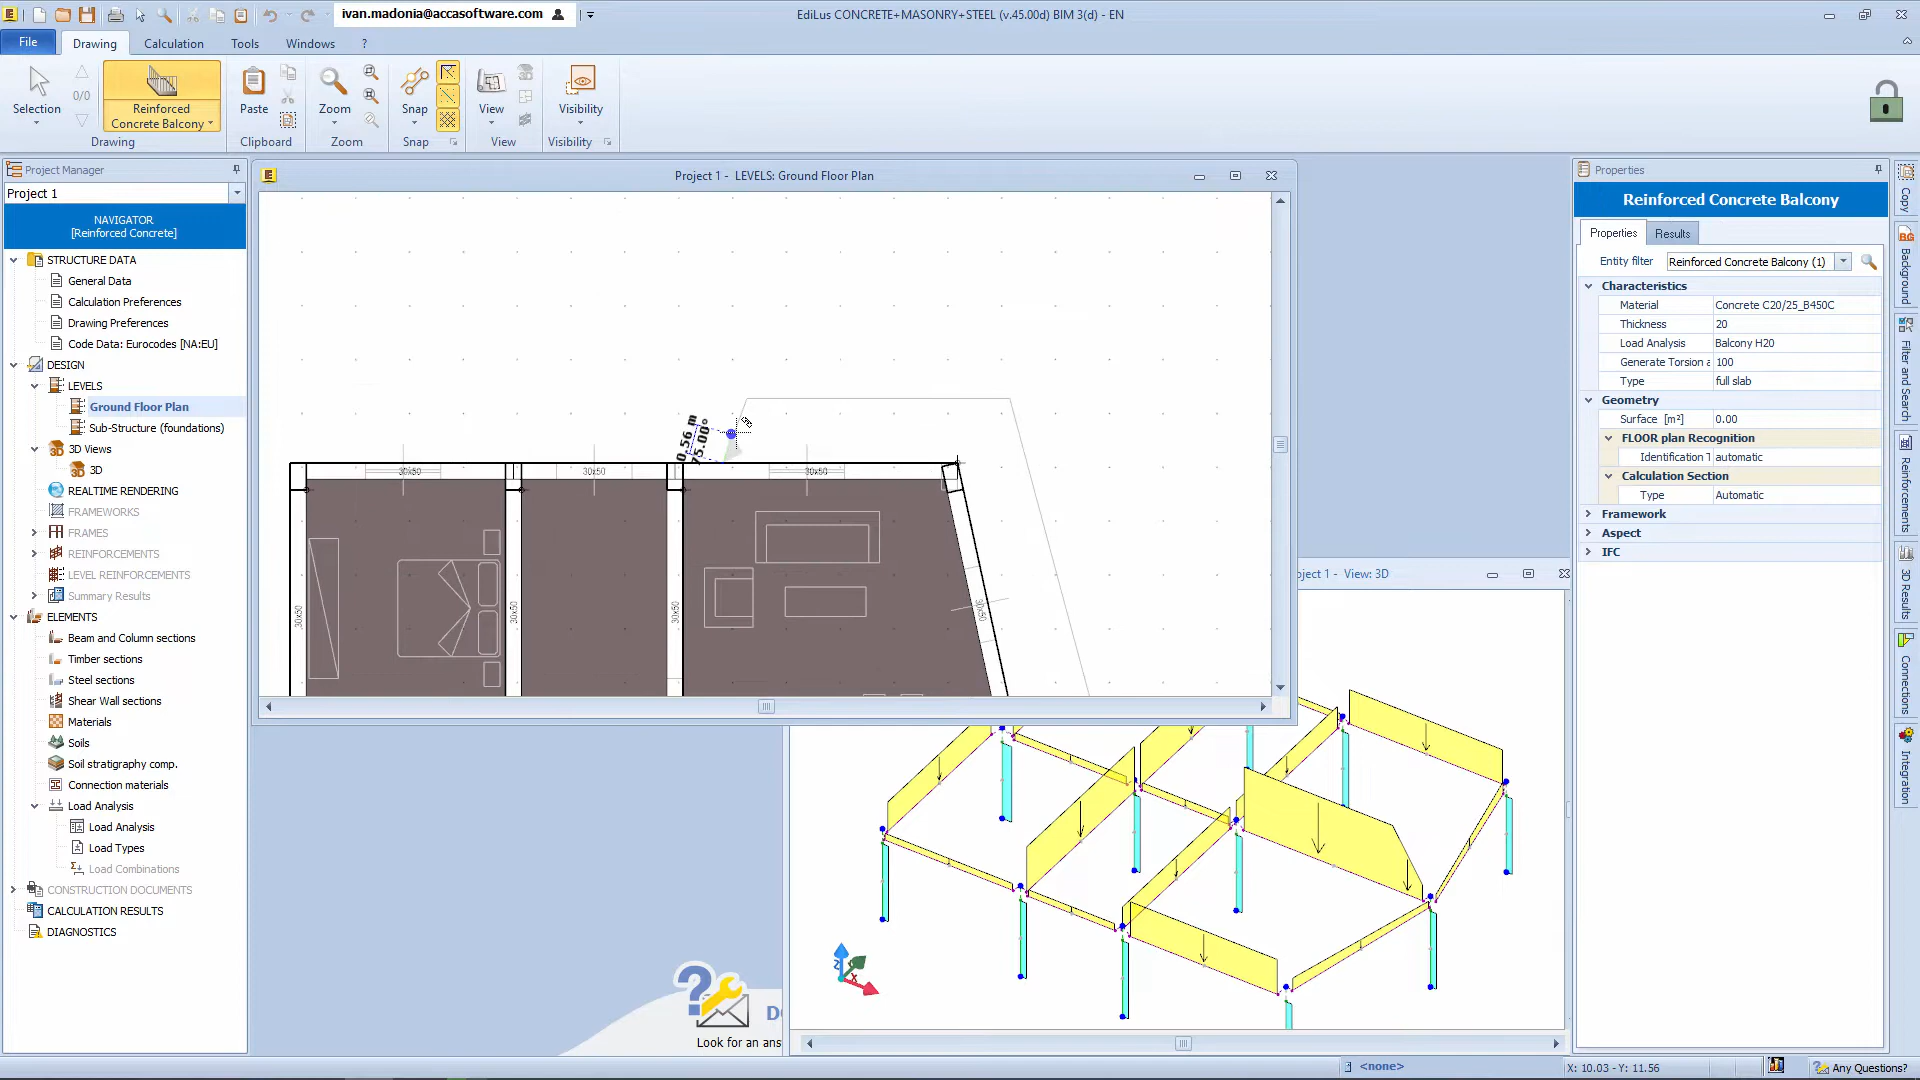 ivan.madonia@accasoftware.com
EdiLus CONCRETE+MASONRY+STEEL (v.45.00d) BIM 3(d) - EN
File
Drawing
Calculation
Tools
Windows
?
Selection
0/0
Reinforced
Concrete Balcony
Paste
Zoom
Snap
View
Visibility
3D
Drawing
Clipboard
Zoom
Snap
View
Visibility
Project Manager
Project 1
NAVIGATOR
[Reinforced Concrete]
STRUCTURE DATA
General Data
Calculation Preferences
Drawing Preferences
Code Data: Eurocodes [NA:EU]
DESIGN
LEVELS
Ground Floor Plan
Sub-Structure (foundations)
3D Views
3D
REALTIME RENDERING
FRAMEWORKS
FRAMES
REINFORCEMENTS
LEVEL REINFORCEMENTS
Summary Results
ELEMENTS
Beam and Column sections
Timber sections
Steel sections
Shear Wall sections
Materials
Soils
Soil stratigraphy comp.
Connection materials
Load Analysis
Load Analysis
Load Types
Load Combinations
CONSTRUCTION DOCUMENTS
CALCULATION RESULTS
DIAGNOSTICS
Project 1 - LEVELS: Ground Floor Plan
0.56 m
75.00°
30x50
30x50
30x50
30x50
30x50
30x50
30x50
oject 1 - View: 3D
Z
X
D
Look for an ans
Properties
Reinforced Concrete Balcony
Properties
Results
Entity filter
Reinforced Concrete Balcony (1)
Characteristics
Material
Concrete C20/25_B450C
Thickness
20
Load Analysis
Balcony H20
Generate Torsion a
100
Type
full slab
Geometry
Surface [m²]
0.00
FLOOR plan Recognition
Identification T
automatic
Calculation Section
Type
Automatic
Framework
Aspect
IFC
Copy
BG
Background
Filter and Search
Reinforcements
3D Results
Connections
Integration
<none>
X: 10.03 - Y: 11.56
Any Questions?